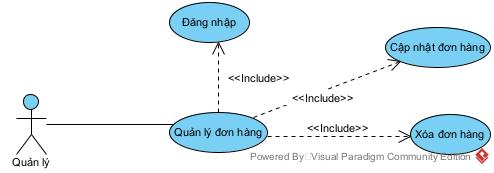 Đăng nhập
Cập nhật đơn hàng
<<Include>>
<<Include>>
<<Include>>
Quản lý đơn hàng
Xóa đơn hàng
Quản lý
Powered By Visual Paradigm Community Edition